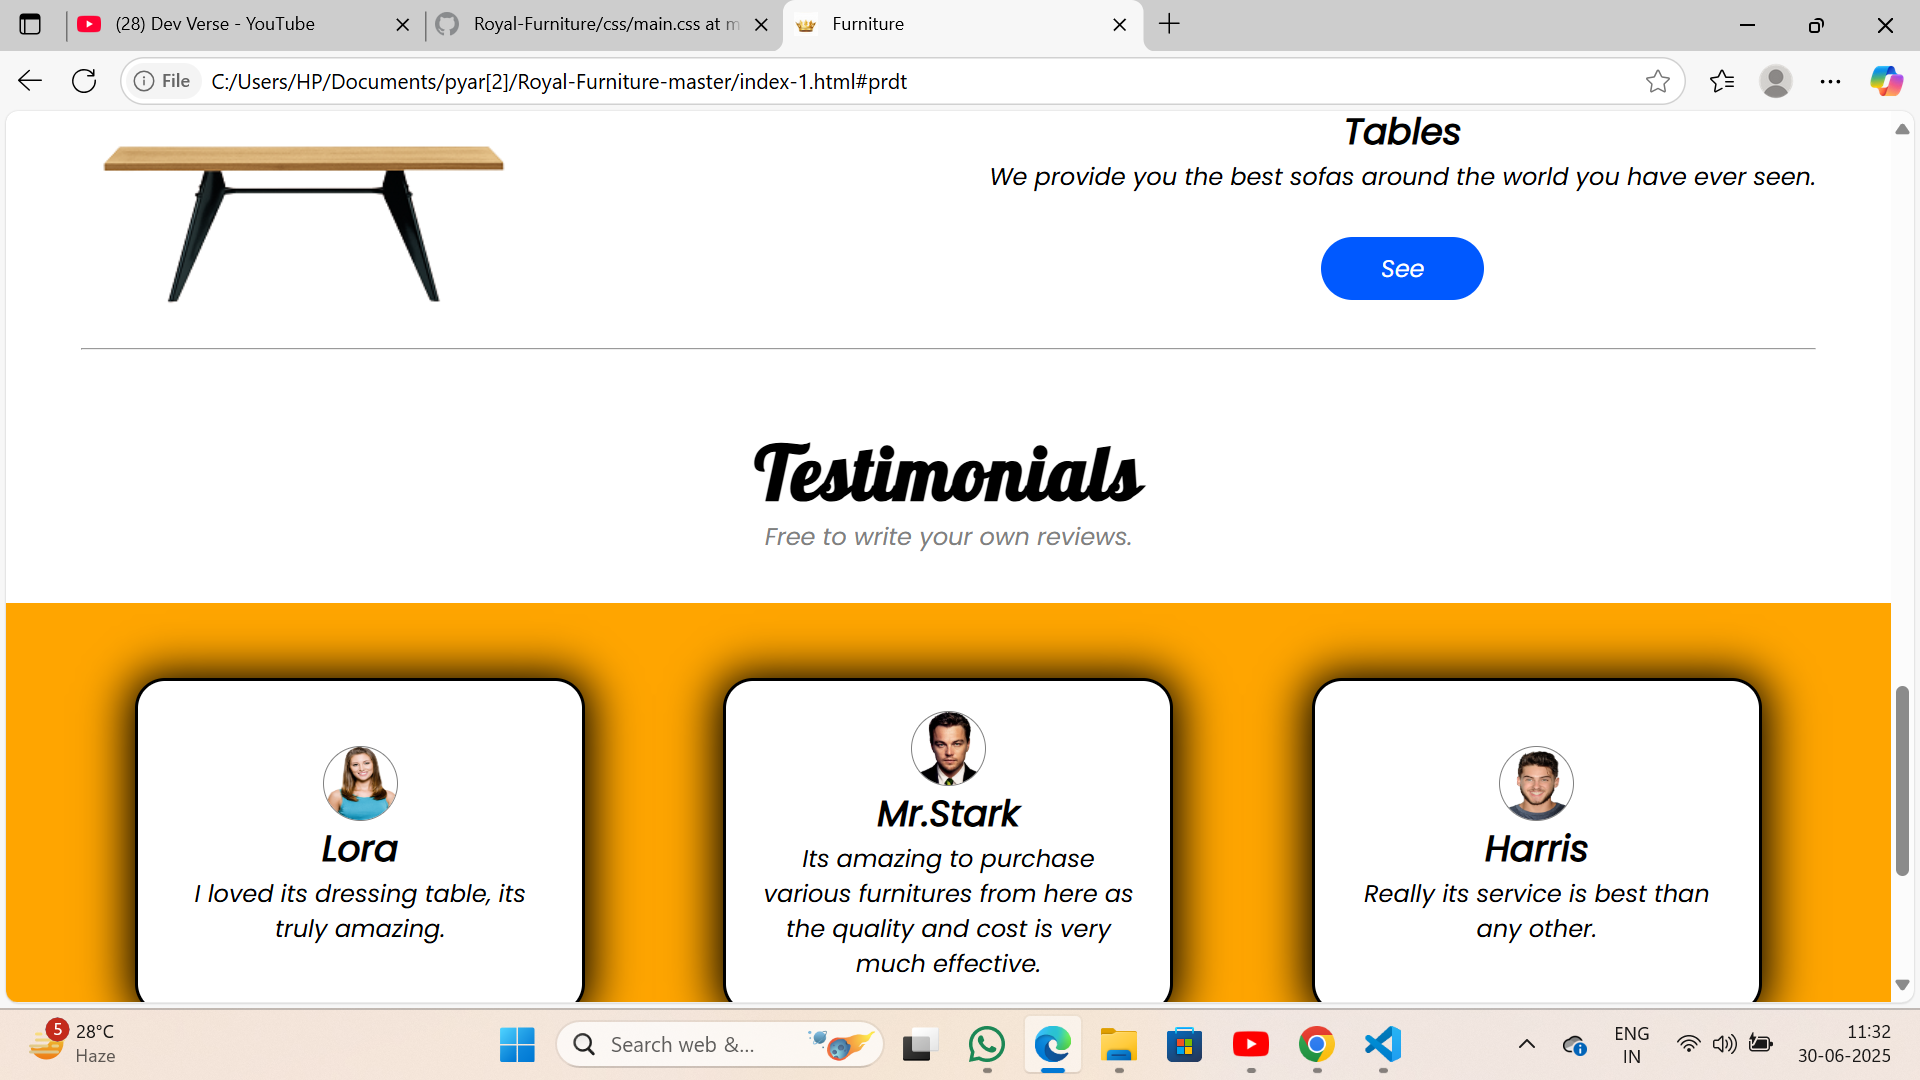 (28) Dev Verse - YouTube
Royal-Furniture/css/main.css at m
Furniture
File
C:/Users/HP/Documents/pyar[2]/Royal-Furniture-master/index-1.html#prdt
Tables
We provide you the best sofas around the world you have ever seen.
See
Testimonials
Free to write your own reviews.
Lora
I loved its dressing table, its
truly amazing.
Mr.Stark
Its amazing to purchase
various furnitures from here as
the quality and cost is very
much effective.
Harris
Really its service is best than
any other.
5
28°C
Haze
Search web &...
ENG
IN
11:32
30-06-2025